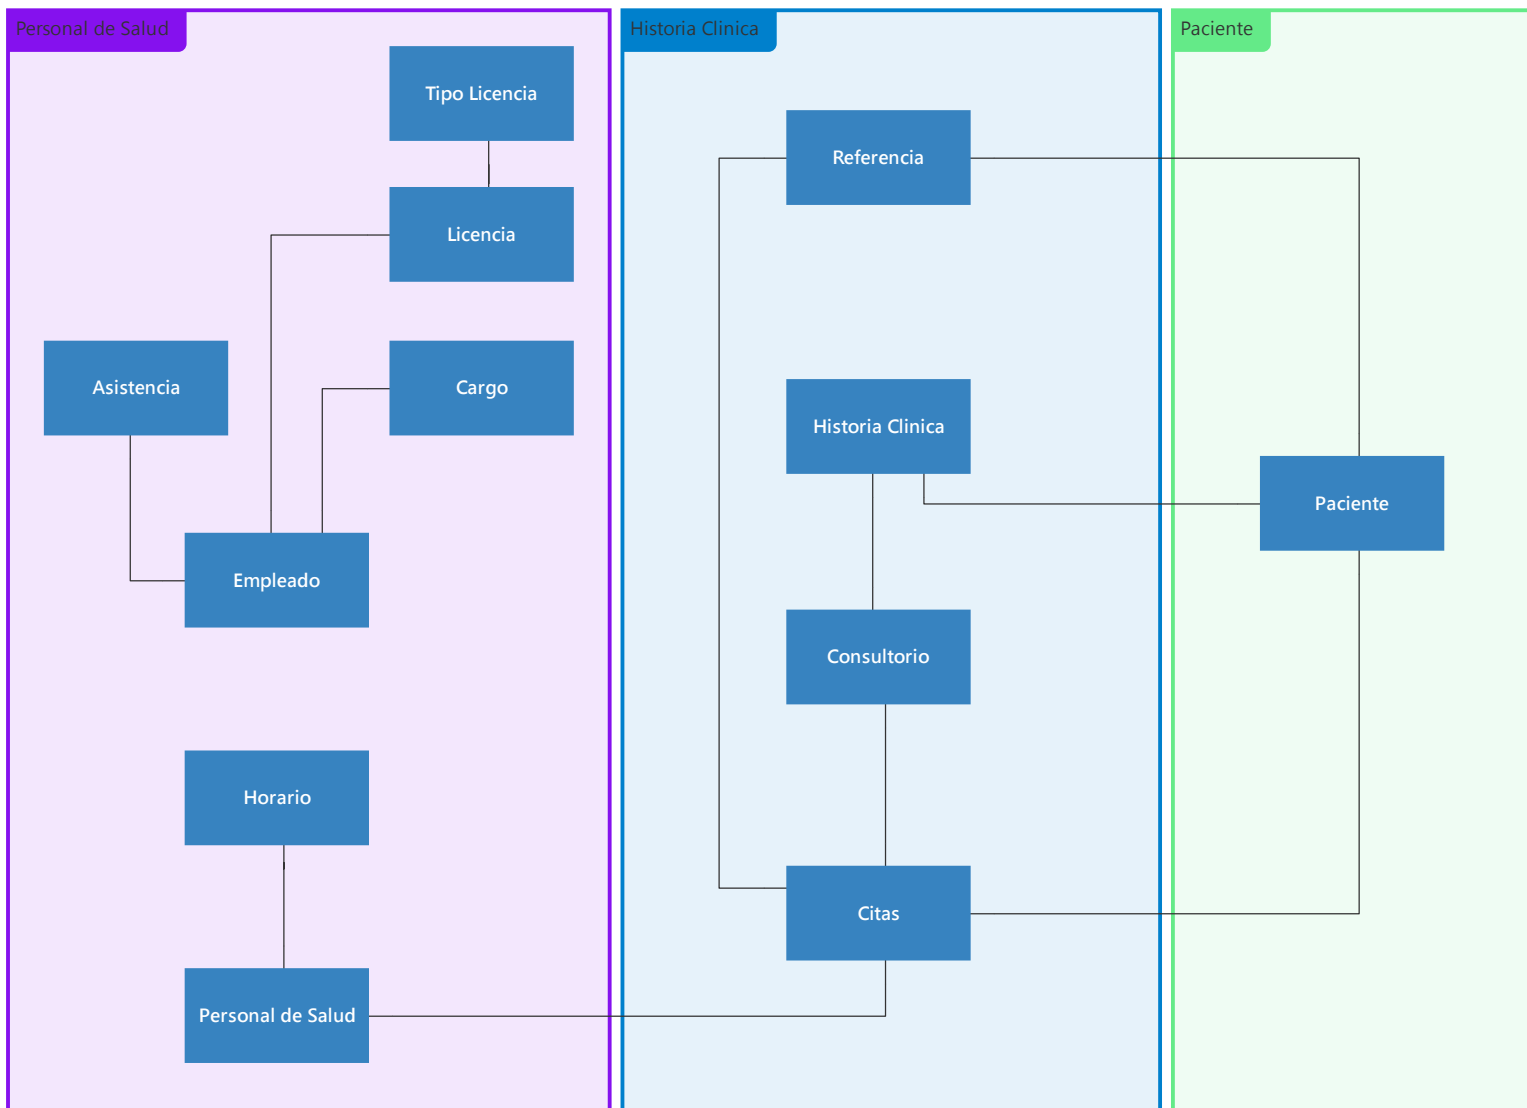 Personal de Salud
Tipo Licencia
Licencia
Asistencia
Cargo
Empleado
Horario
Personal de Salud
Historia Clinica
Referencia
Historia Clinica
Consultorio
Citas
Paciente
Paciente